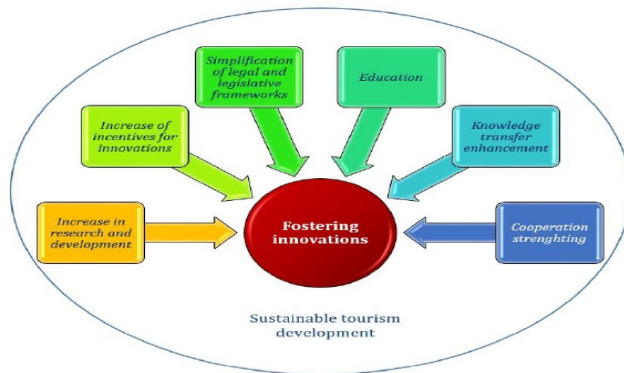 Simplification
of legal and
legislative
frameworks
Education
Increase of
incentives for
innovations
Knowledge
transfer
enhancement
Increase in
research and
development
Fostering
innovations
Cooperation
strenghting
Sustainable tourism
development